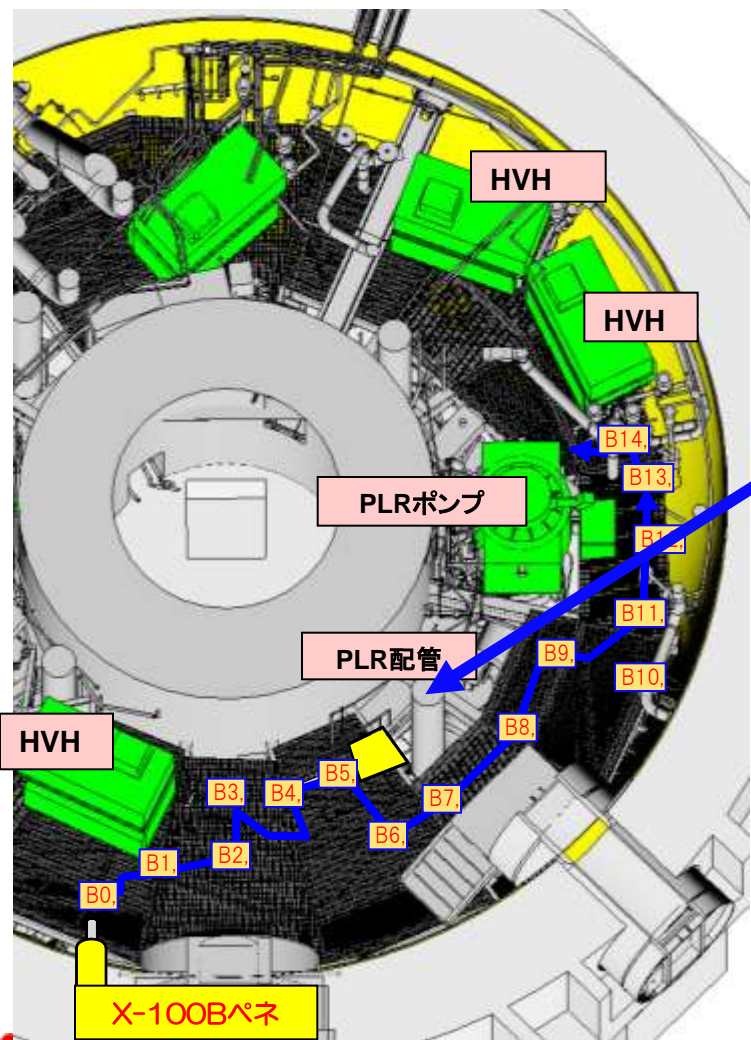 HVH
HVH
B14,
B13,
PLRポンプ
B12,
B11,
PLR配管
B9,
B10,
HVH
B8,
B5,
B3,
B4,
B7,
B6,
B2,
B1,
B0,
X-100Bペネ